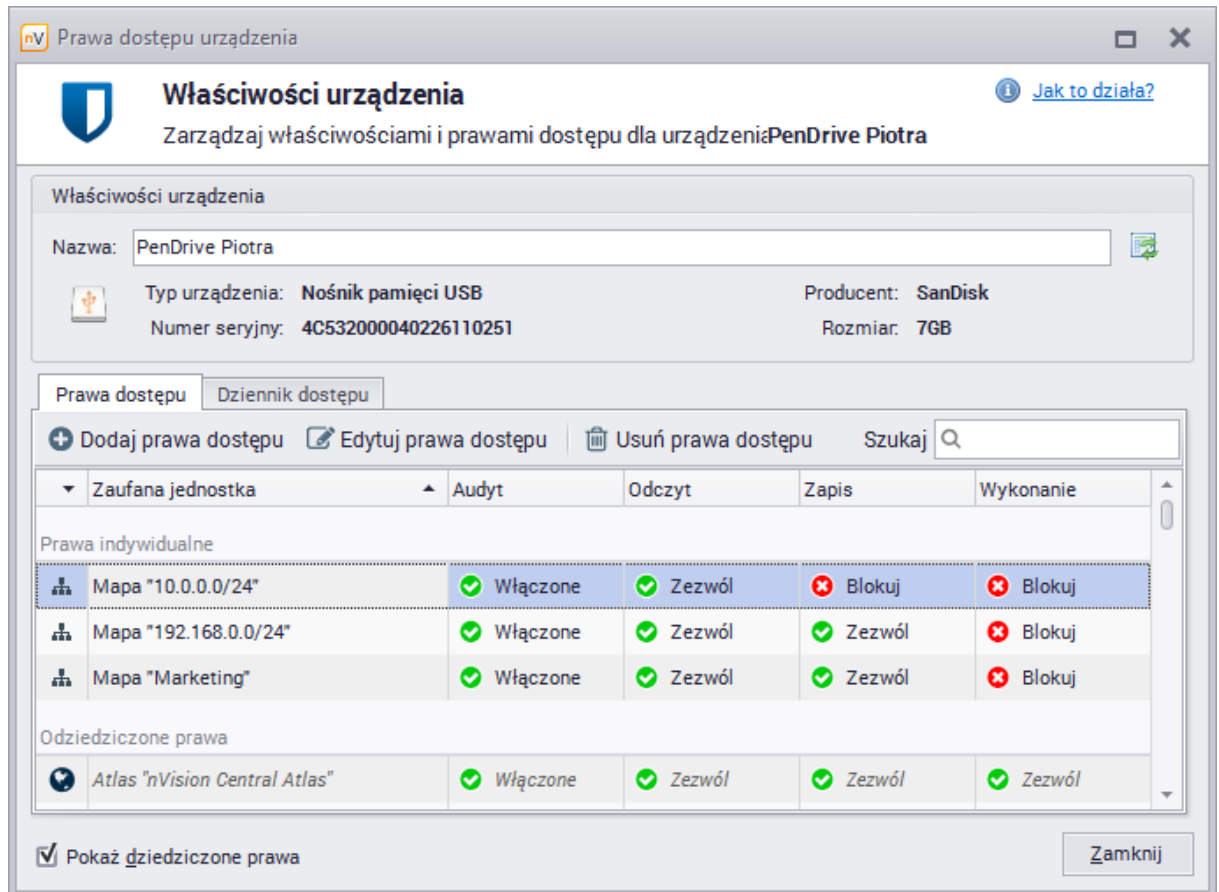 nV Prawa dostępu urządzenia
Właściwości urządzenia
Jak to działa?
Zarządzaj właściwościami i prawami dostępu dla urządzenia PenDrive Piotra
Właściwości urządzenia
Nazwa: PenDrive Piotra
Typ urządzenia: Nośnik pamięci USB Producent: SanDisk
Numer seryjny: 4C532000040226110251 Rozmiar: 7GB
Prawa dostępu Dziennik dostępu
Dodaj prawa dostępu Edytuj prawa dostępu Usuń prawa dostępu Szukaj
Zaufana jednostka Audyt Odczyt Zapis Wykonanie
Prawa indywidualne
Mapa "10.0.0.0/24" Włączone Zezwól Blokuj Blokuj
Mapa "192.168.0.0/24" Włączone Zezwól Zezwól Blokuj
Mapa "Marketing" Włączone Zezwól Zezwól Blokuj
Odziedziczone prawa
Atlas "nVision Central Atlas" Włączone Zezwól Zezwól Zezwól
Pokaż dziedziczone prawa
Zamknij